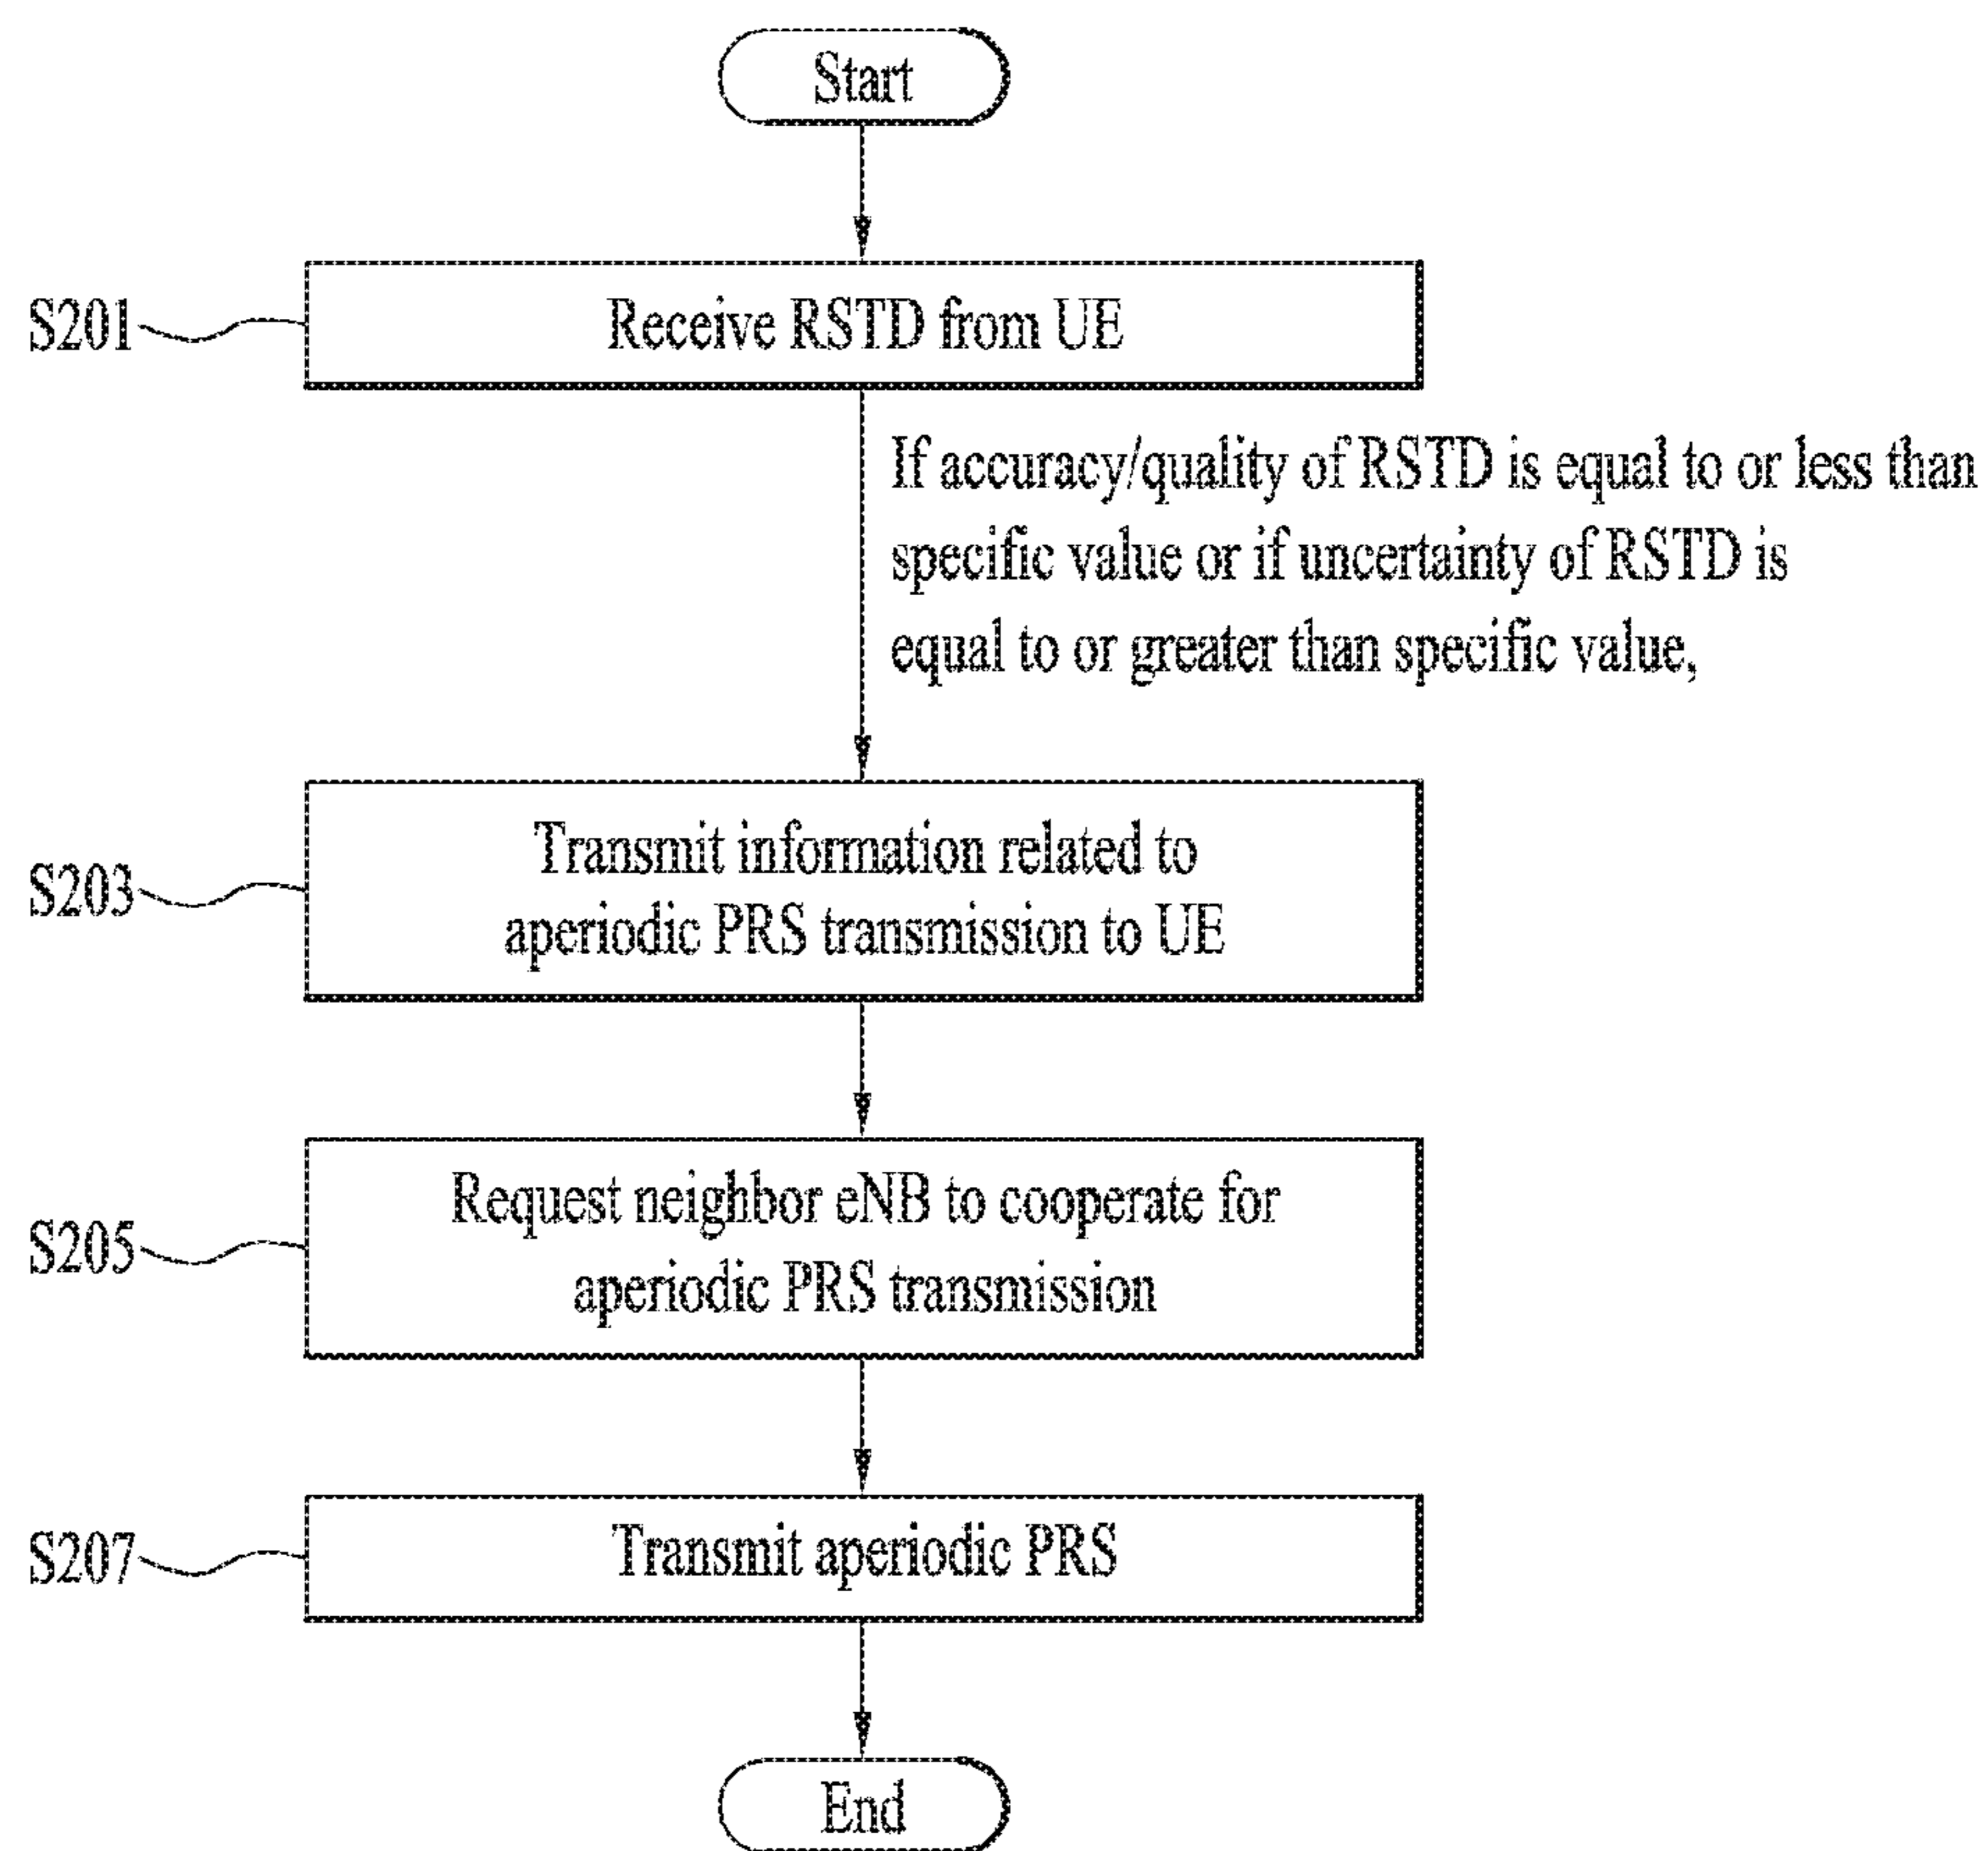 Start
S201
Receive RSTD from UE
If accuracy/quality of RSTD is equal to or less than
specific value or if uncertainty of RSTD is
equal to or greater than specific value,
S203
Transmit information related to
aperiodic PRS transmission to UE
S205
Request neighbor eNB to cooperate for
aperiodic PRS transmission
S207
Transmit aperiodic PRS
End